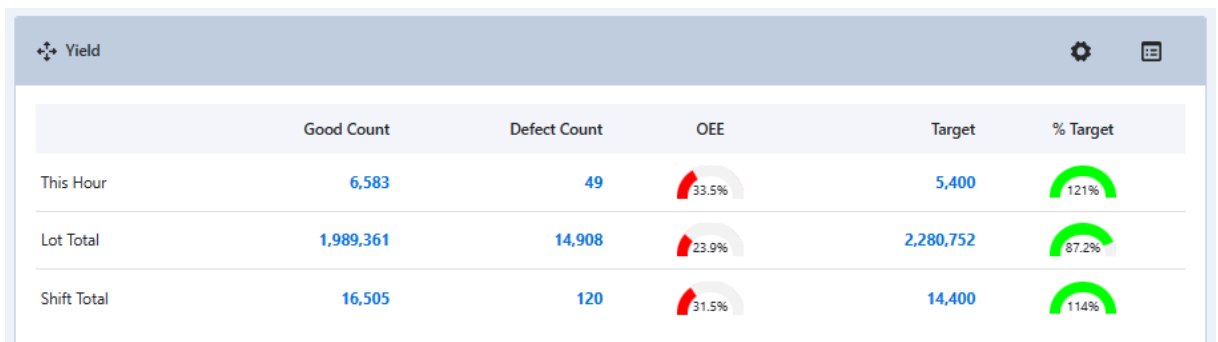 Yield
Good Count Defect Count OEE Target % Target
This Hour 6,583 49 33.5% 5,400 121%
Lot Total 1,989,361 14,908 23.9% 2,280,752 87.2%
Shift Total 16,505 120 31.5% 14,400 114%